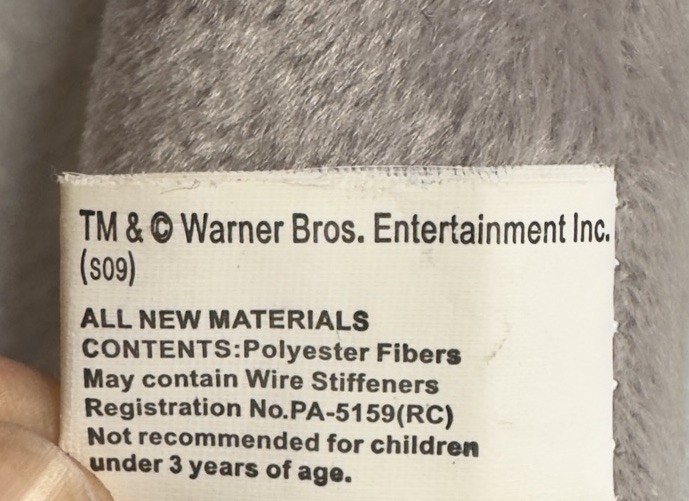 TM & © Warner Bros. Entertainment Inc.
(s09)
ALL NEW MATERIALS
CONTENTS:Polyester Fibers
May contain Wire Stiffeners
Registration No.PA-5159(RC)
Not recommended for children
under 3 years of age.